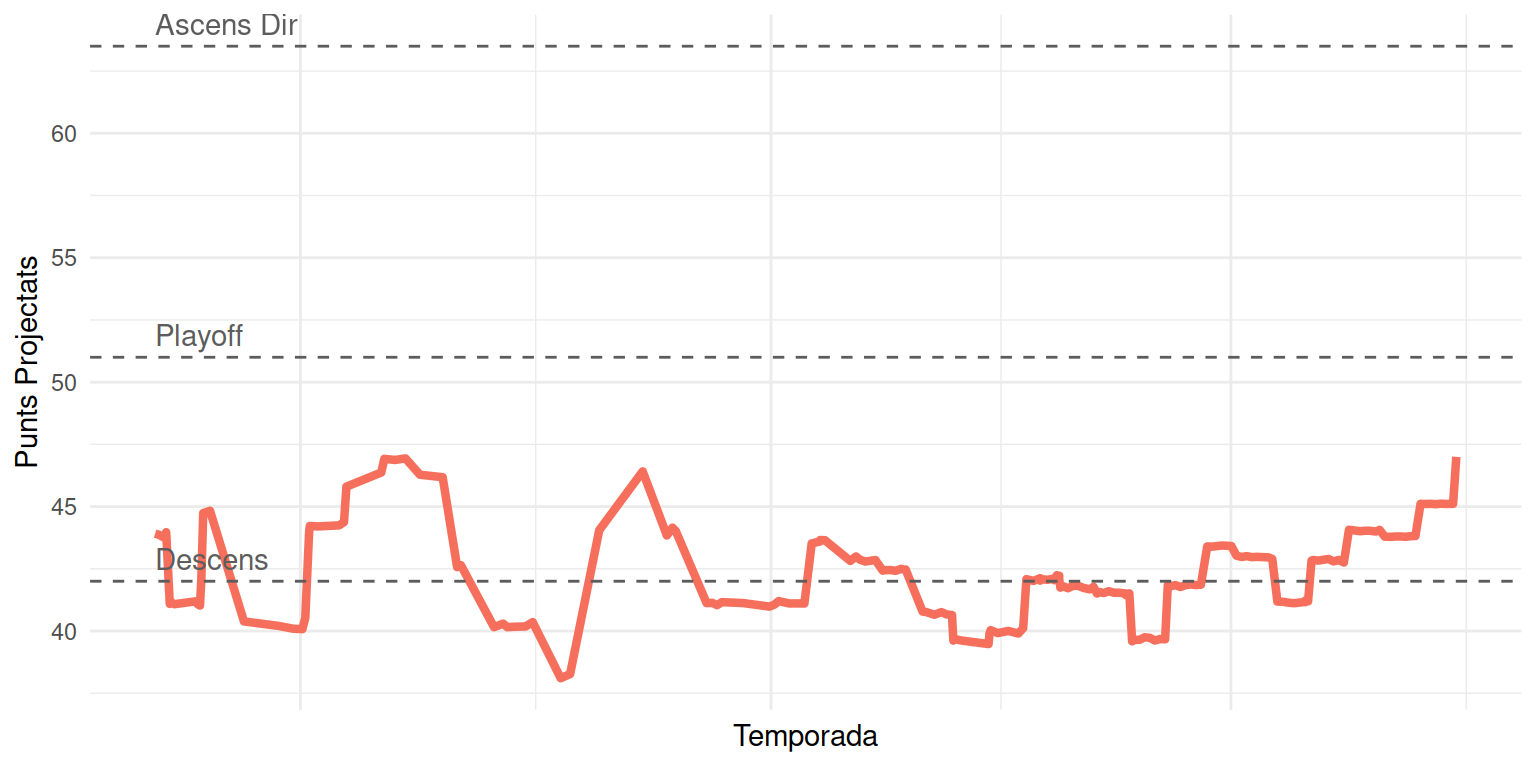 Ascens Dir
60
55
Playoff
50
45
Descens
40
Punts Projectats
Temporada